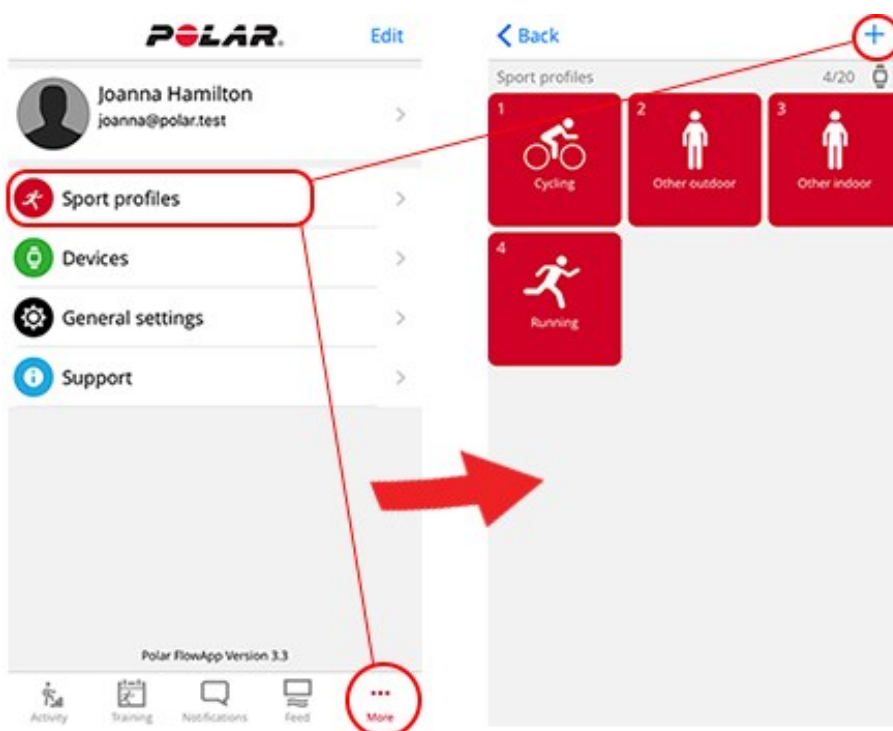 POLAR.
Edit
Joanna Hamilton
joanna@polar.test
Sport profiles
Devices
General settings
Support
Polar FlowApp Version 3.3
Activity
Training
Notifications
Feed
More
Back
+
Sport profiles
4/20
1
Cycling
2
Other outdoor
3
Other indoor
4
Running